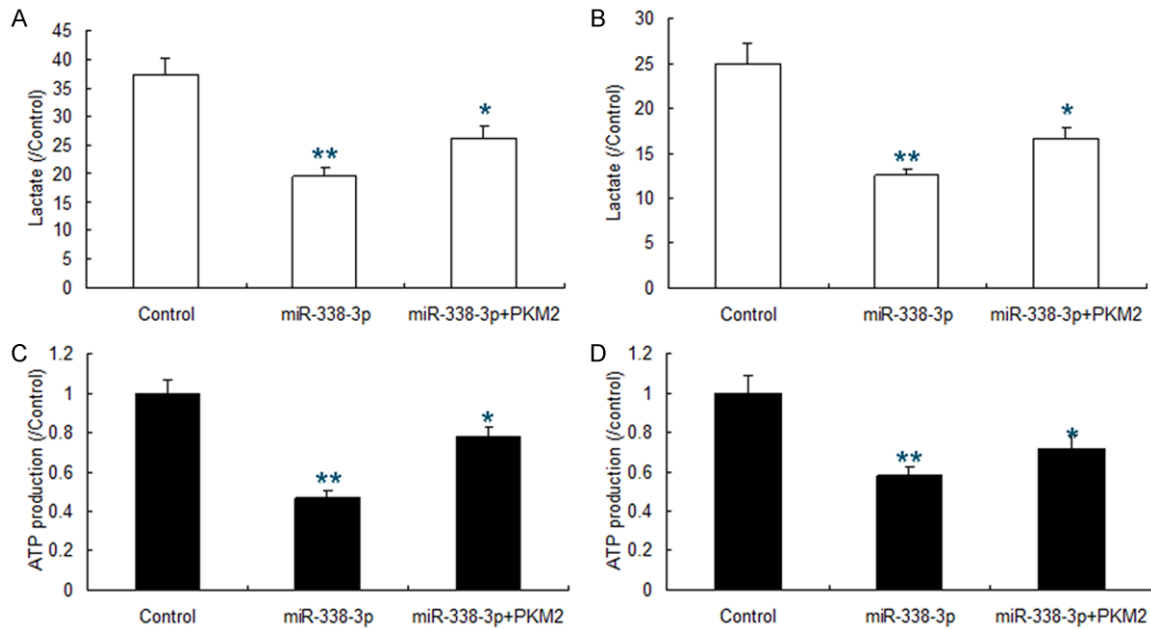 A
Lactate (/Control)
45
40
35
30
25
20
15
10
5
0
**
*
Control
miR-338-3p
miR-338-3p+PKM2
B
Lactate (/Control)
30
25
20
15
10
5
0
**
*
Control
miR-338-3p
miR-338-3p+PKM2
C
ATP production (/Control)
1.2
1
0.8
0.6
0.4
0.2
0
**
*
Control
miR-338-3p
miR-338-3p+PKM2
D
ATP production (/control)
1.2
1
0.8
0.6
0.4
0.2
0
**
*
Control
miR-338-3p
miR-338-3p+PKM2